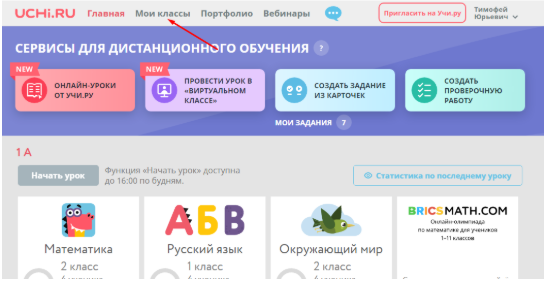 UCHi.RU Главная Мои классы Портфолио Вебинары Пригласить на Учи.ру Тимофей
Юрьевич
СЕРВИСЫ ДЛЯ ДИСТАНЦИОННОГО ОБУЧЕНИЯ ?
NEW NEW
ОНЛАЙН-УРОКИ
ОТ УЧИ.РУ
ПРОВЕСТИ УРОК В
«ВИРТУАЛЬНОМ
КЛАССЕ»
СОЗДАТЬ ЗАДАНИЕ
ИЗ КАРТОЧЕК
СОЗДАТЬ
ПРОВЕРОЧНУЮ
РАБОТУ
МОИ ЗАДАНИЯ 7
1 А
Начать урок
Функция «Начать урок» доступна
до 16:00 по будням.
Статистика по последнему уроку
Математика
2 класс
АБВ
Русский язык
1 класс
Окружающий мир
2 класс
BRICSMATH.COM
Онлайн-олимпиада
по математике для учеников
1-11 классов